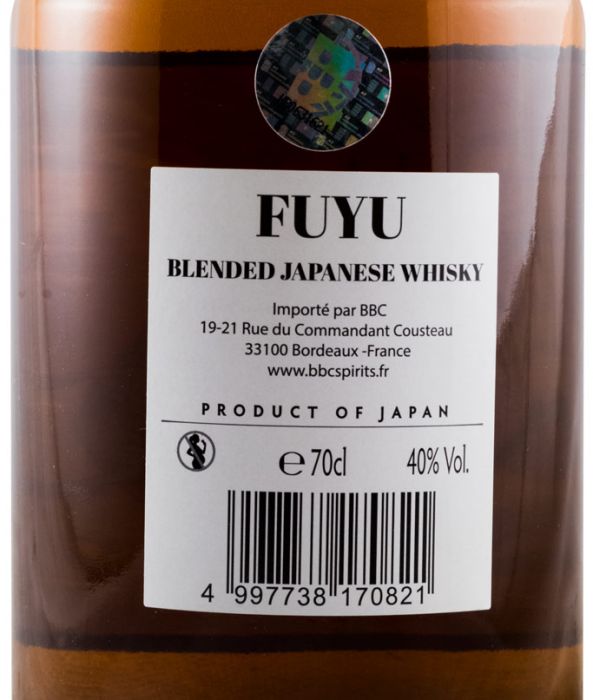 FUYU
BLENDED JAPANESE WHISKY
Importé par BBC
19-21 Rue du Commandant Cousteau
33100 Bordeaux -France
www.bbcspirits.fr
PRODUCT OF JAPAN
℮ 70cl 40% Vol.
4 997738 170821